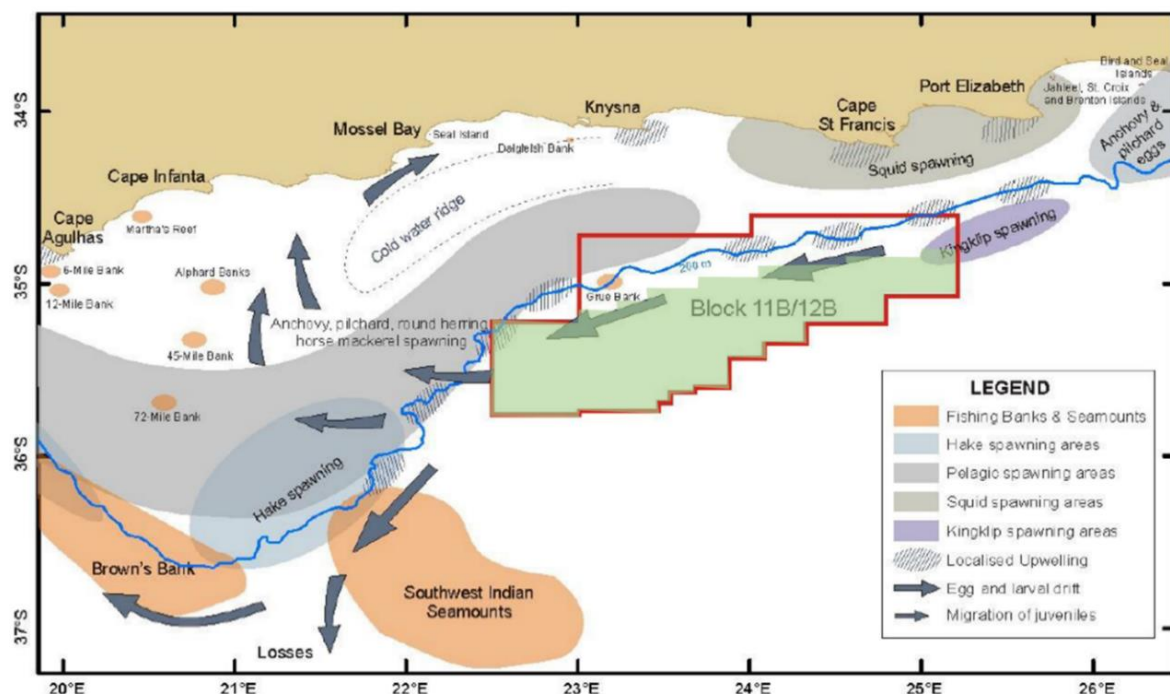 Bird and Seal
Islands
Port Elizabeth
Jahleel, St. Croix
and Brenton Islands
34°S
Knysna
Cape
St Francis
Anchovy &
pilchard
eggs
Mossel Bay
Seal Island
Dalgleish Bank
Squid spawning
Cape Infanta
Martha's Reef
Cold water ridge
Kingklip spawning
Cape
Agulhas
6-Mile Bank
12-Mile Bank
Alphard Banks
200 m
35°S
Grue Bank
Block 11B/12B
Anchovy, pilchard, round herring
horse mackerel spawning
45-Mile Bank
72-Mile Bank
Hake spawning
36°S
Brown's Bank
Southwest Indian
Seamounts
37°S
Losses
LEGEND
Fishing Banks & Seamounts
Hake spawning areas
Pelagic spawning areas
Squid spawning areas
Kingklip spawning areas
Localised Upwelling
Egg and larval drift
Migration of juveniles
20°E
21°E
22°E
23°E
24°E
25°E
26°E